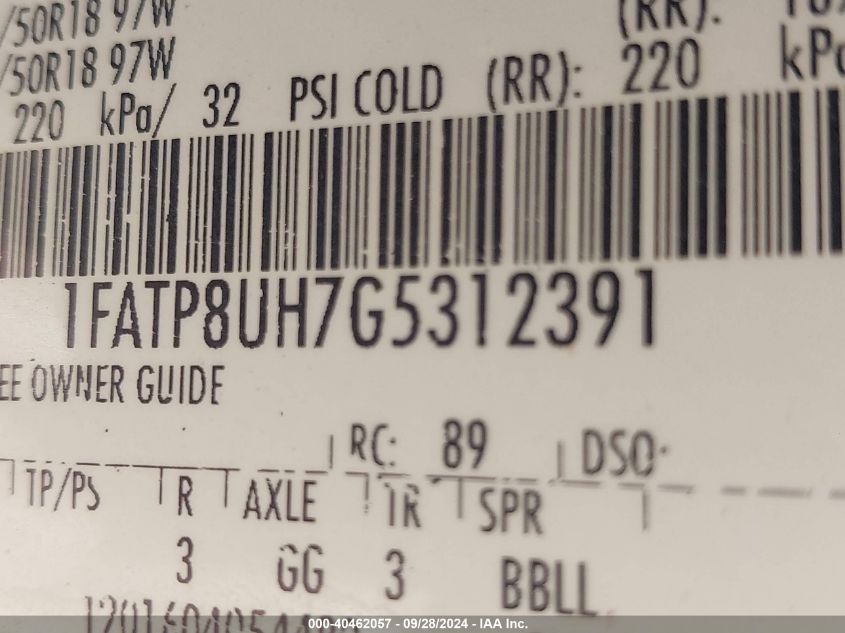 /50R18 97W (RR):
/50R18 97W
220 kPa/ 32 PSI COLD (RR): 220 kPa
1FATP8UH7G5312391
EE OWNER GUIDE
RC: 89 DSO:
TP/PS R AXLE TR SPR
3 GG 3 BBLL
000-40462057 - 09/28/2024 - IAA Inc.